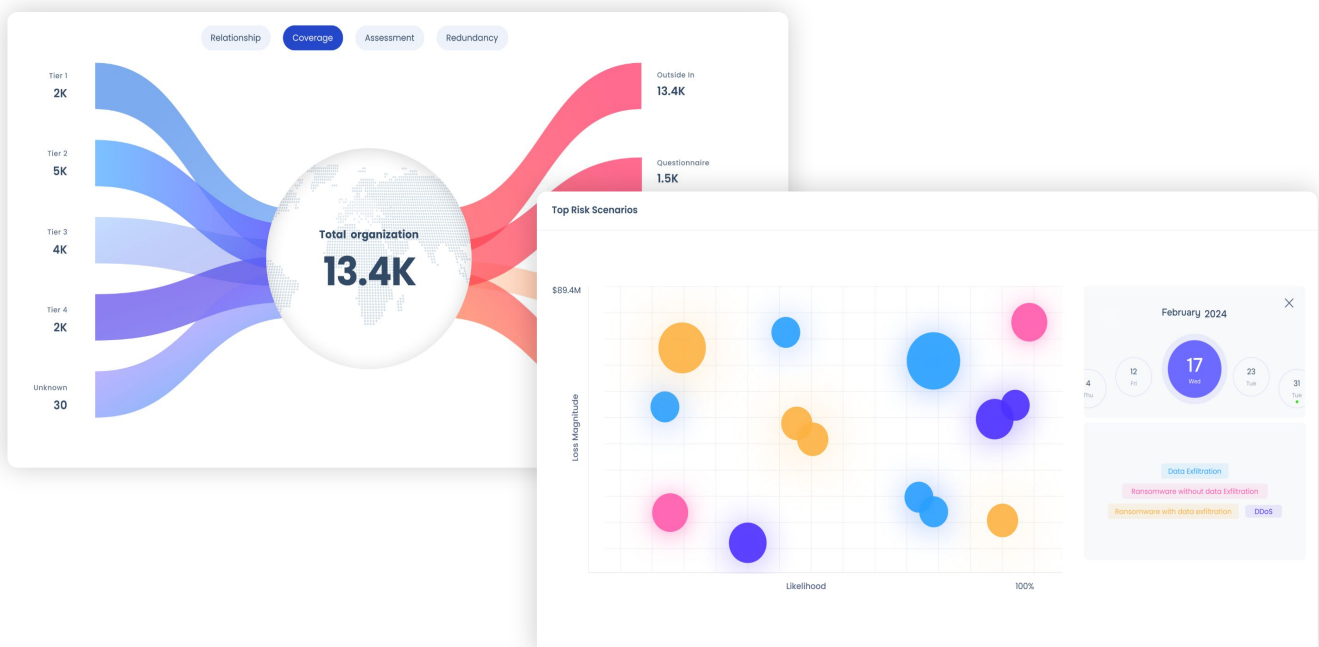 Relationship Coverage Assessment Redundancy
Tier 1
2K
Tier 2
5K
Tier 3
4K
Tier 4
2K
Unknown
30
Total organization
13.4K
Outside In
13.4K
Questionnaire
1.5K
Top Risk Scenarios
$89.4M
Loss Magnitude
Likelihood 100%
February 2024
4 12 17 23 31
Thu Fri Wed Tue Tue
Data Exfiltration
Ransomware without data Exfiltration
Ransomware with data exfiltration DDoS